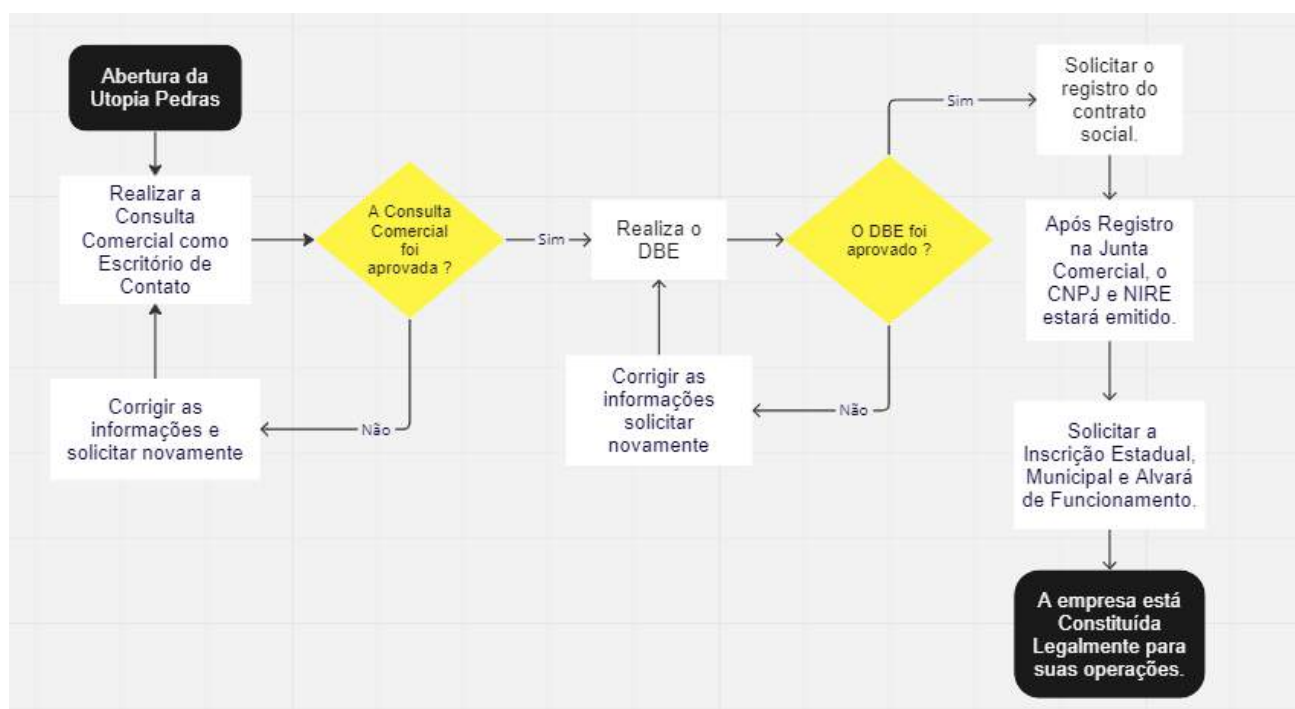 Abertura da
Utopia Pedras
Realizar a
Consulta
Comercial como
Escritório de
Contato
Corrigir as
informações e
solicitar novamente
A Consulta
Comercial
foi
aprovada ?
Não
Sim
Realiza o
DBE
Corrigir as
informações
solicitar
novamente
O DBE foi
aprovado ?
Não
Sim
Solicitar o
registro do
contrato
social.
Após Registro
na Junta
Comercial, o
CNPJ e NIRE
estará emitido.
Solicitar a
Inscrição Estadual,
Municipal e Alvará
de Funcionamento.
A empresa está
Constituída
Legalmente para
suas operações.